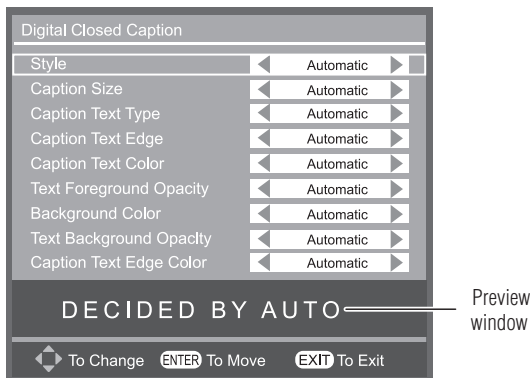 Digital Closed Caption
Style Automatic
Caption Size Automatic
Caption Text Type Automatic
Caption Text Edge Automatic
Caption Text Color Automatic
Text Foreground Opacity Automatic
Background Color Automatic
Text Background Opaclty Automatic
Caption Text Edge Color Automatic
DECIDED BY AUTO
Preview
window
To Change ENTER To Move EXIT To Exit